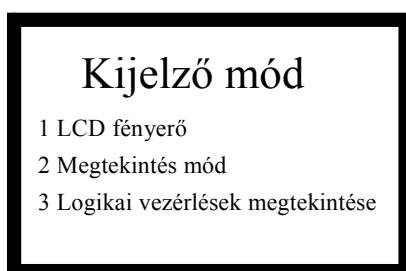 Kijelző mód
1 LCD fényerő
2 Megtekintés mód
3 Logikai vezérlések megtekintése